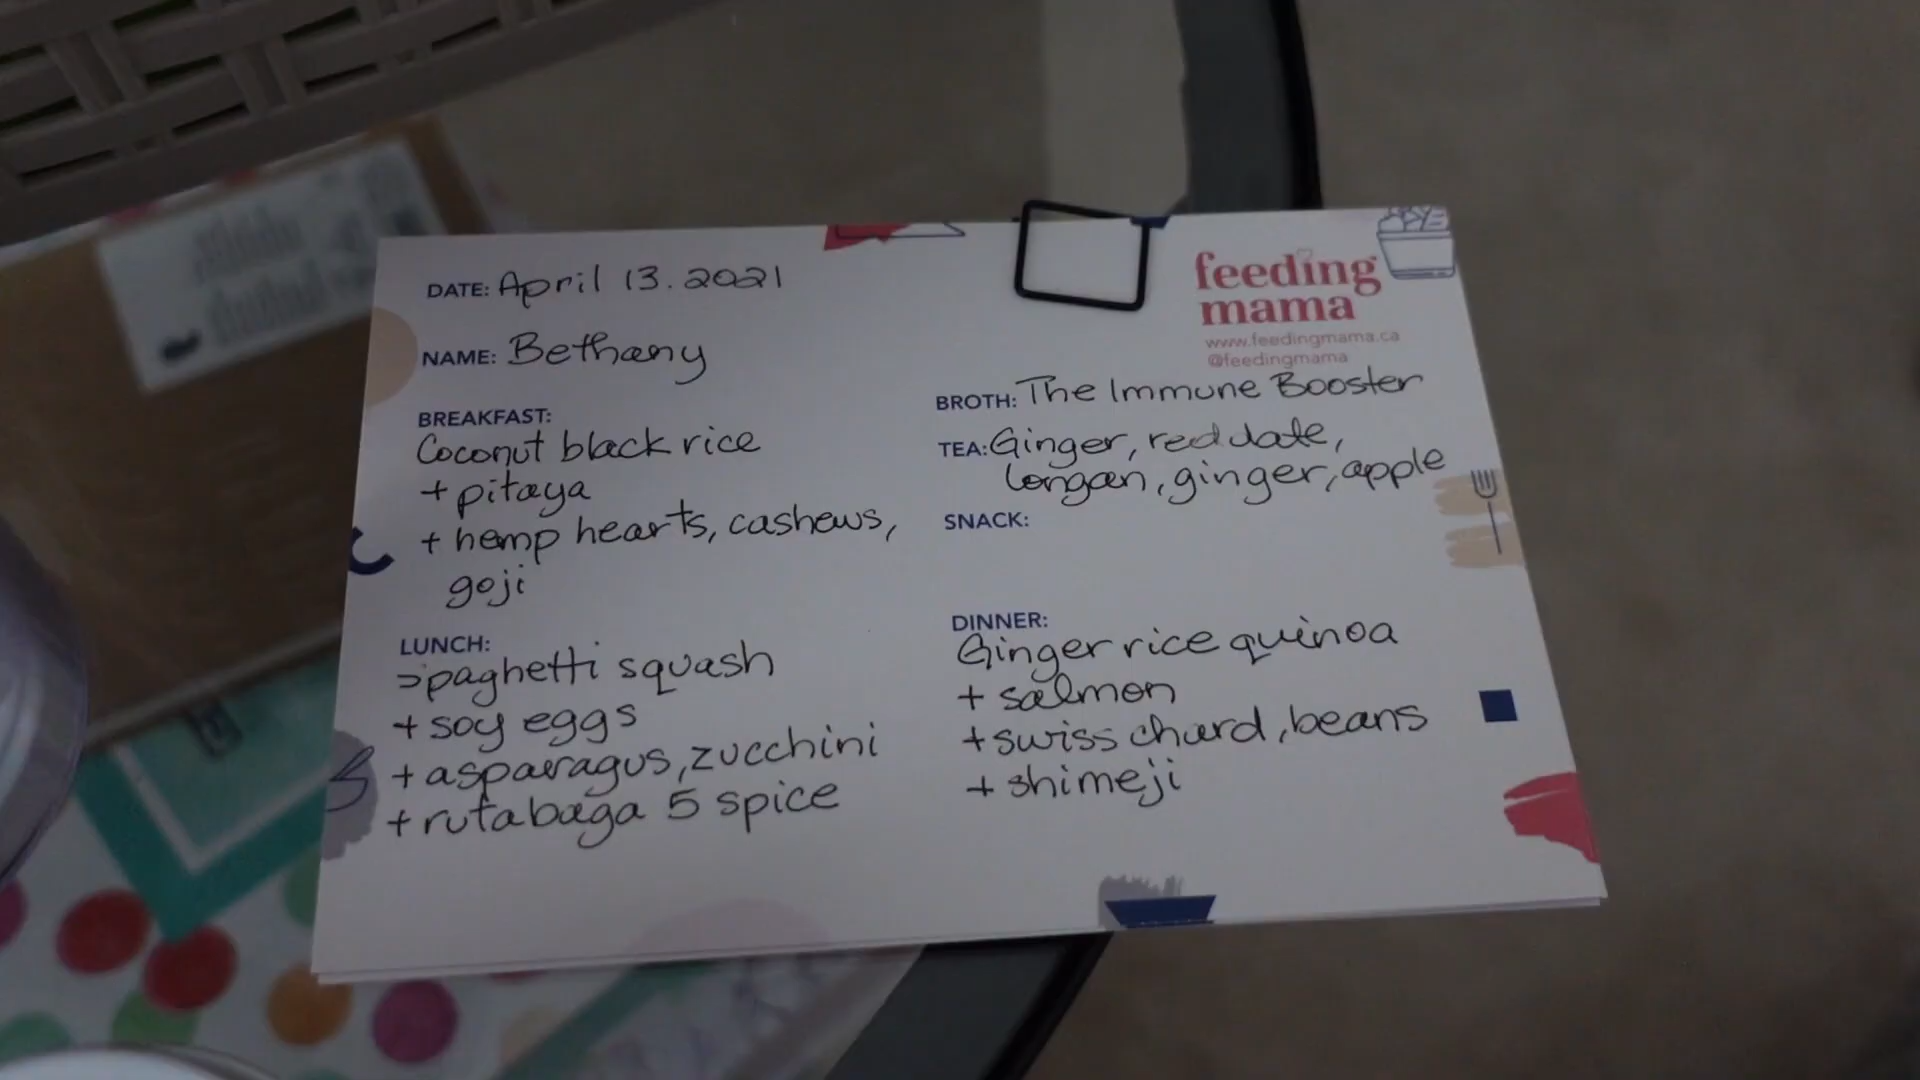 DATE: April 13. 2021
NAME: Bethany
BREAKFAST:
Coconut black rice
+ pitaya
+ hemp hearts, cashews,
goji
LUNCH:
Spaghetti squash
+ soy eggs
+ asparagus, zucchini
+ rutabaga 5 spice
feeding
mama
www.feedingmama.ca
@feedingmama
BROTH: The Immune Booster
TEA: Ginger, red date,
longan, ginger, apple
SNACK:
DINNER:
Ginger rice quinoa
+ salmon
+ swiss chard, beans
+ shimeji